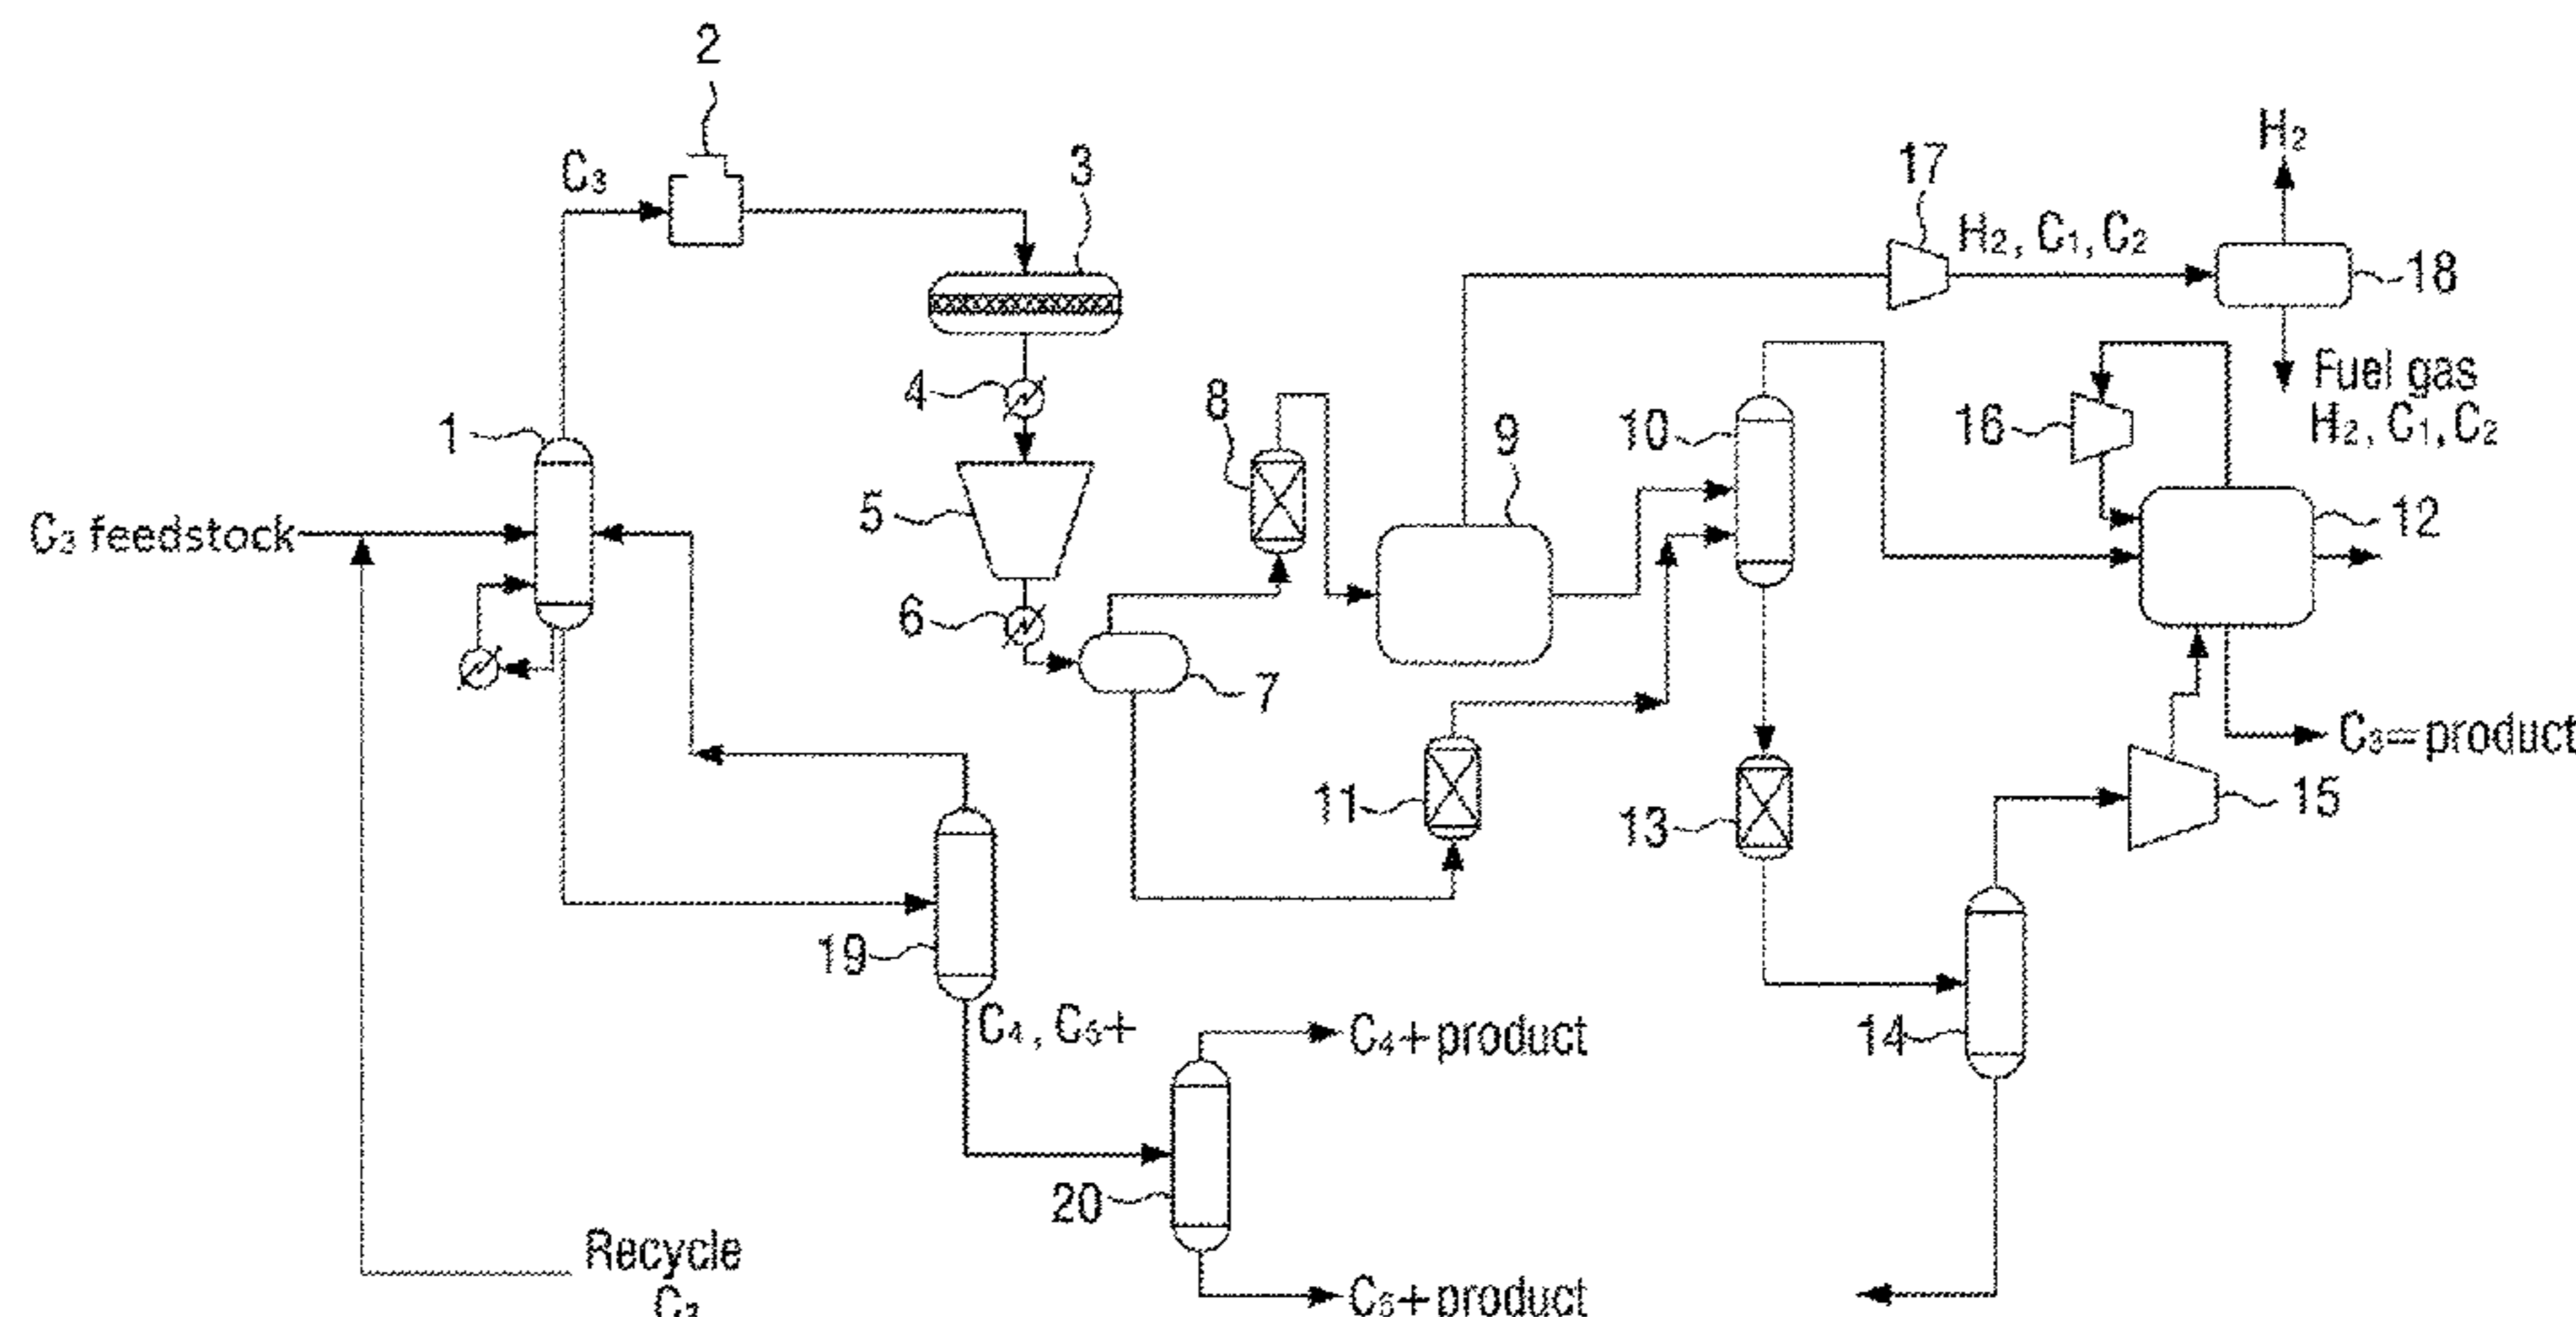 2
C₃
3
17
H₂, C₁, C₂
H₂
18
4
8
Fuel gas
H₂, C₁, C₂
1
10
16
5
9
C₃ feedstock
12
6
7
C₃=product
11
13
15
19
C₄, C₅+
C₄+product
14
20
Recycle
C₃
C₅+product